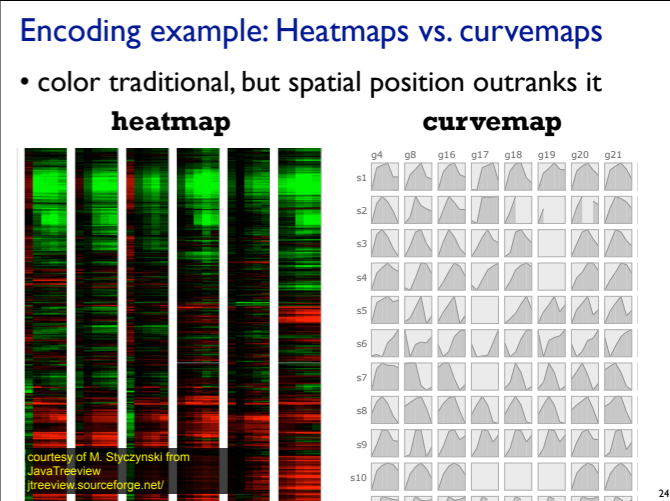 Encoding example: Heatmaps vs. curvemaps
• color traditional, but spatial position outranks it
heatmap
courtesy of M. Styczynski from
JavaTreeview
jtreeview.sourceforge.net/
curvemap
g4 g8 g16 g17 g18 g19 g20 g21
s1
s2
s3
s4
s5
s6
s7
s8
s9
s10
24